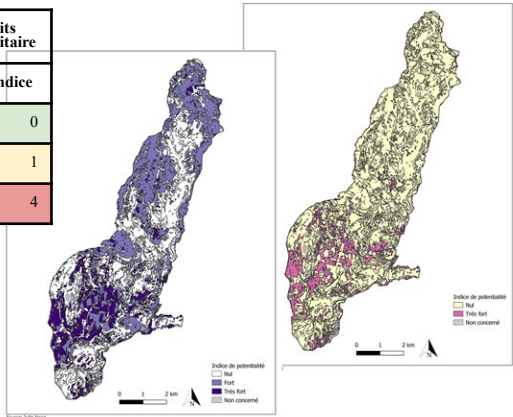 its
itaire
ndice
0
1
4
Indice de potentialité
Nul
Fort
Très fort
Non concerné
0 1 2 km
Indice de potentialité
Nul
Très fort
Non concerné
0 1 2 km